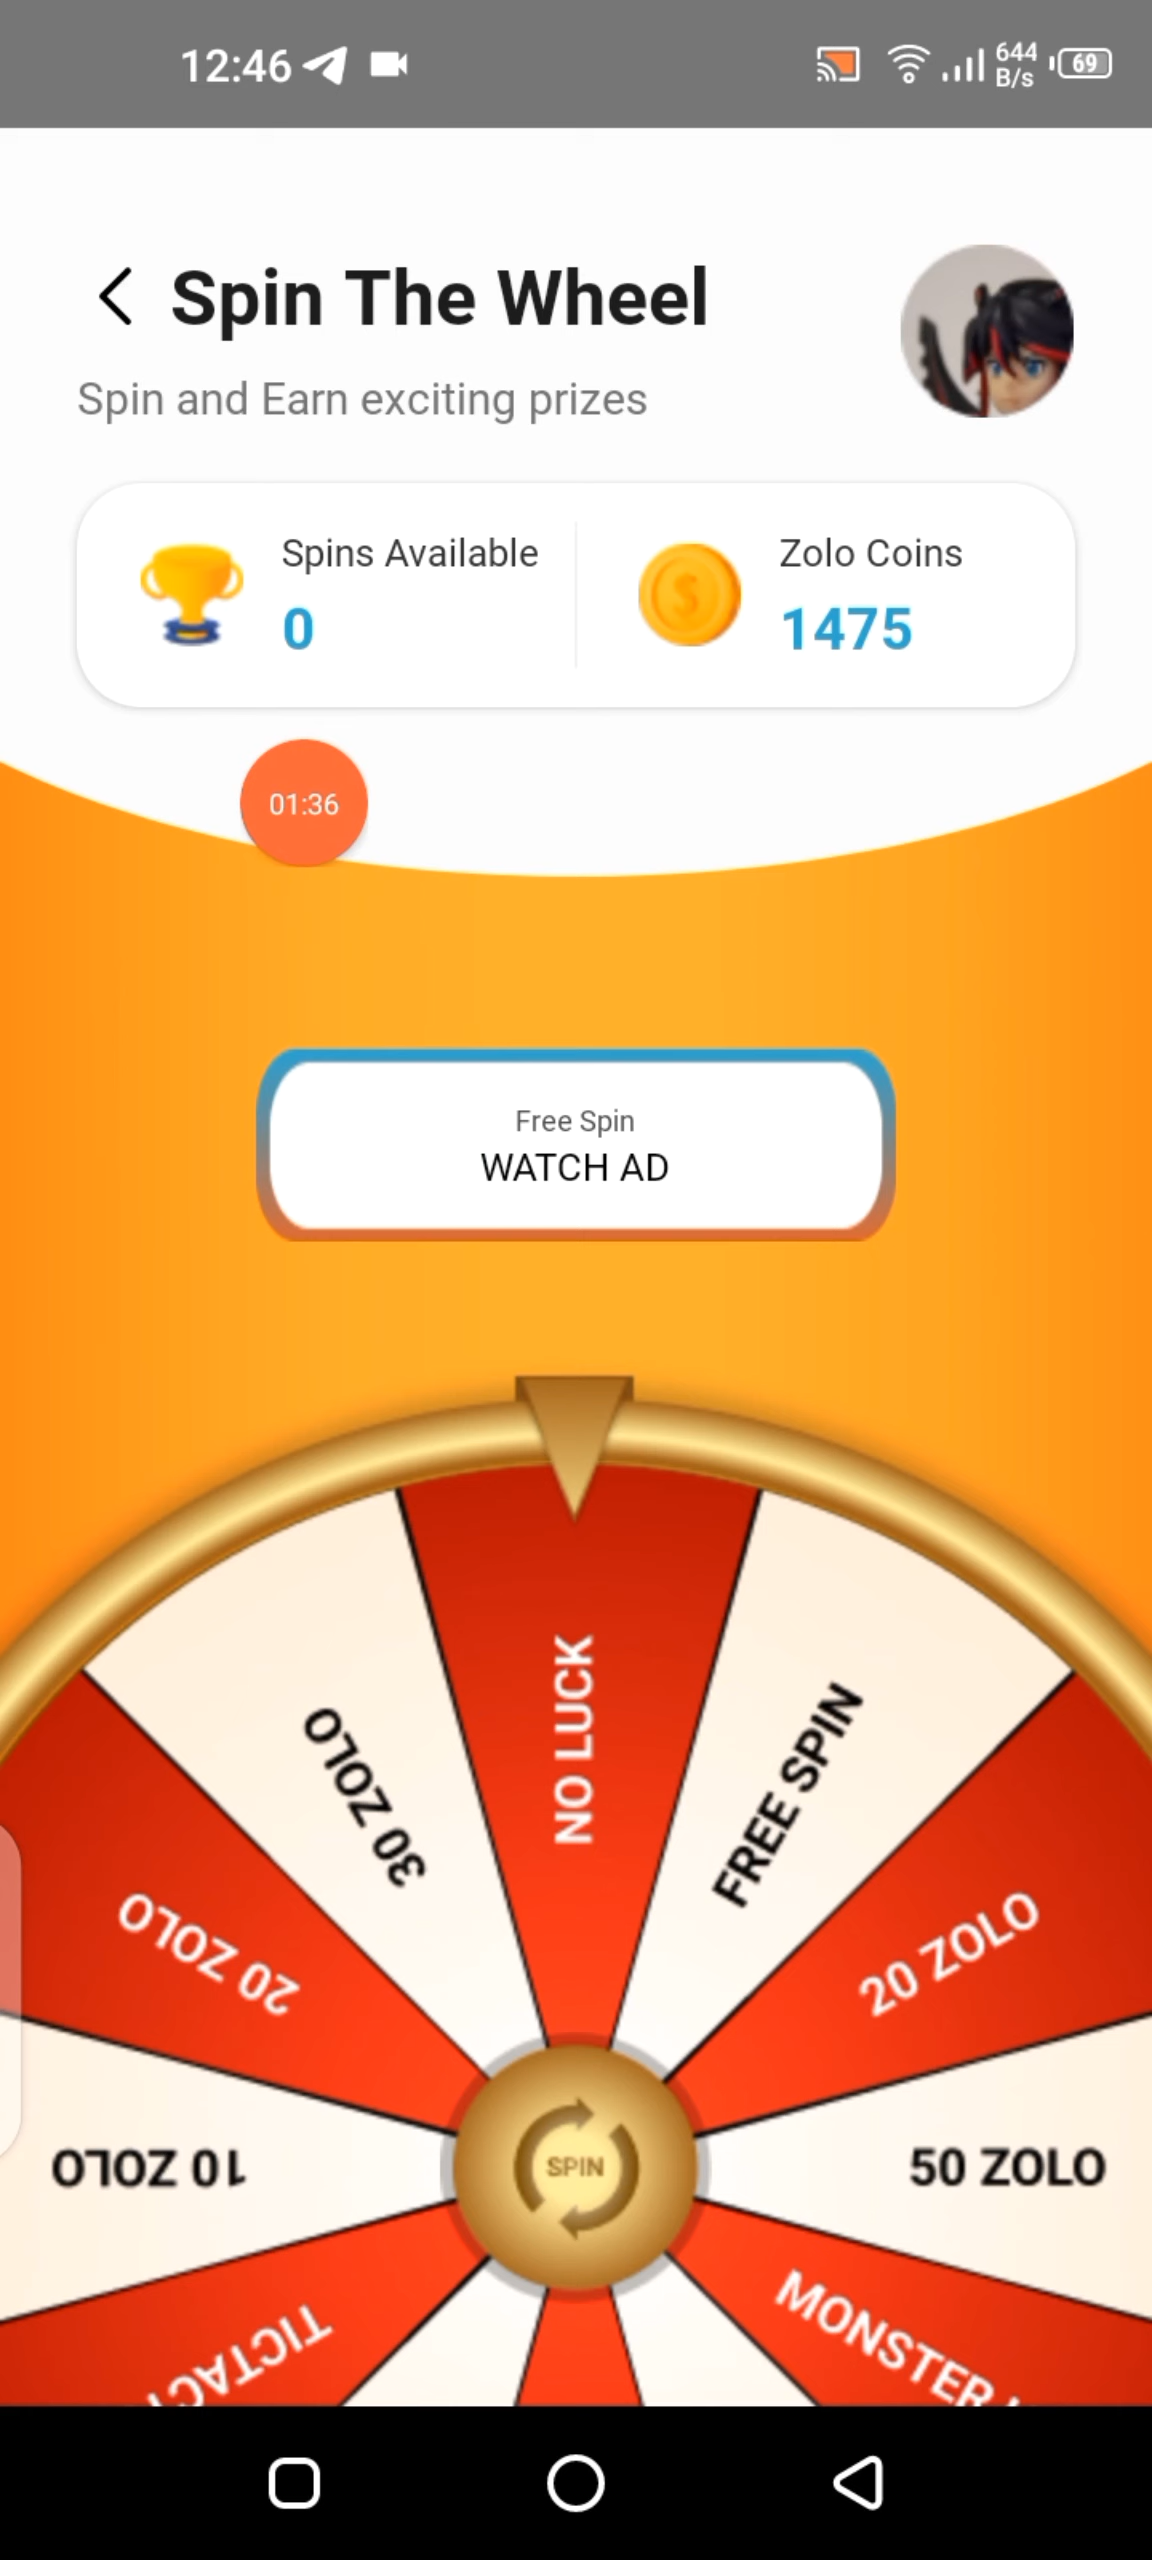 12:46
644
B/s
69
Spin The Wheel
Spin and Earn exciting prizes
Spins Available
0
Zolo Coins
1475
01:36
Free Spin
WATCH AD
NO LUCK
30 ZOLO
FREE SPIN
20 ZOLO
20 ZOLO
10 ZOLO
50 ZOLO
SPIN
TICTAC
MONSTER